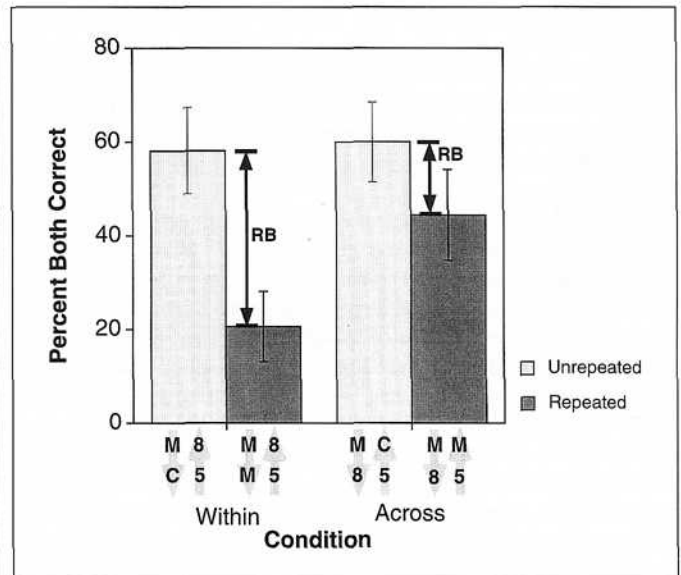 Percent Both Correct
80
60
40
20
0
RB
RB
Unrepeated
Repeated
M 8 M 8 M C M M
C 5 M 5 8 5 8 5
Within Across
Condition